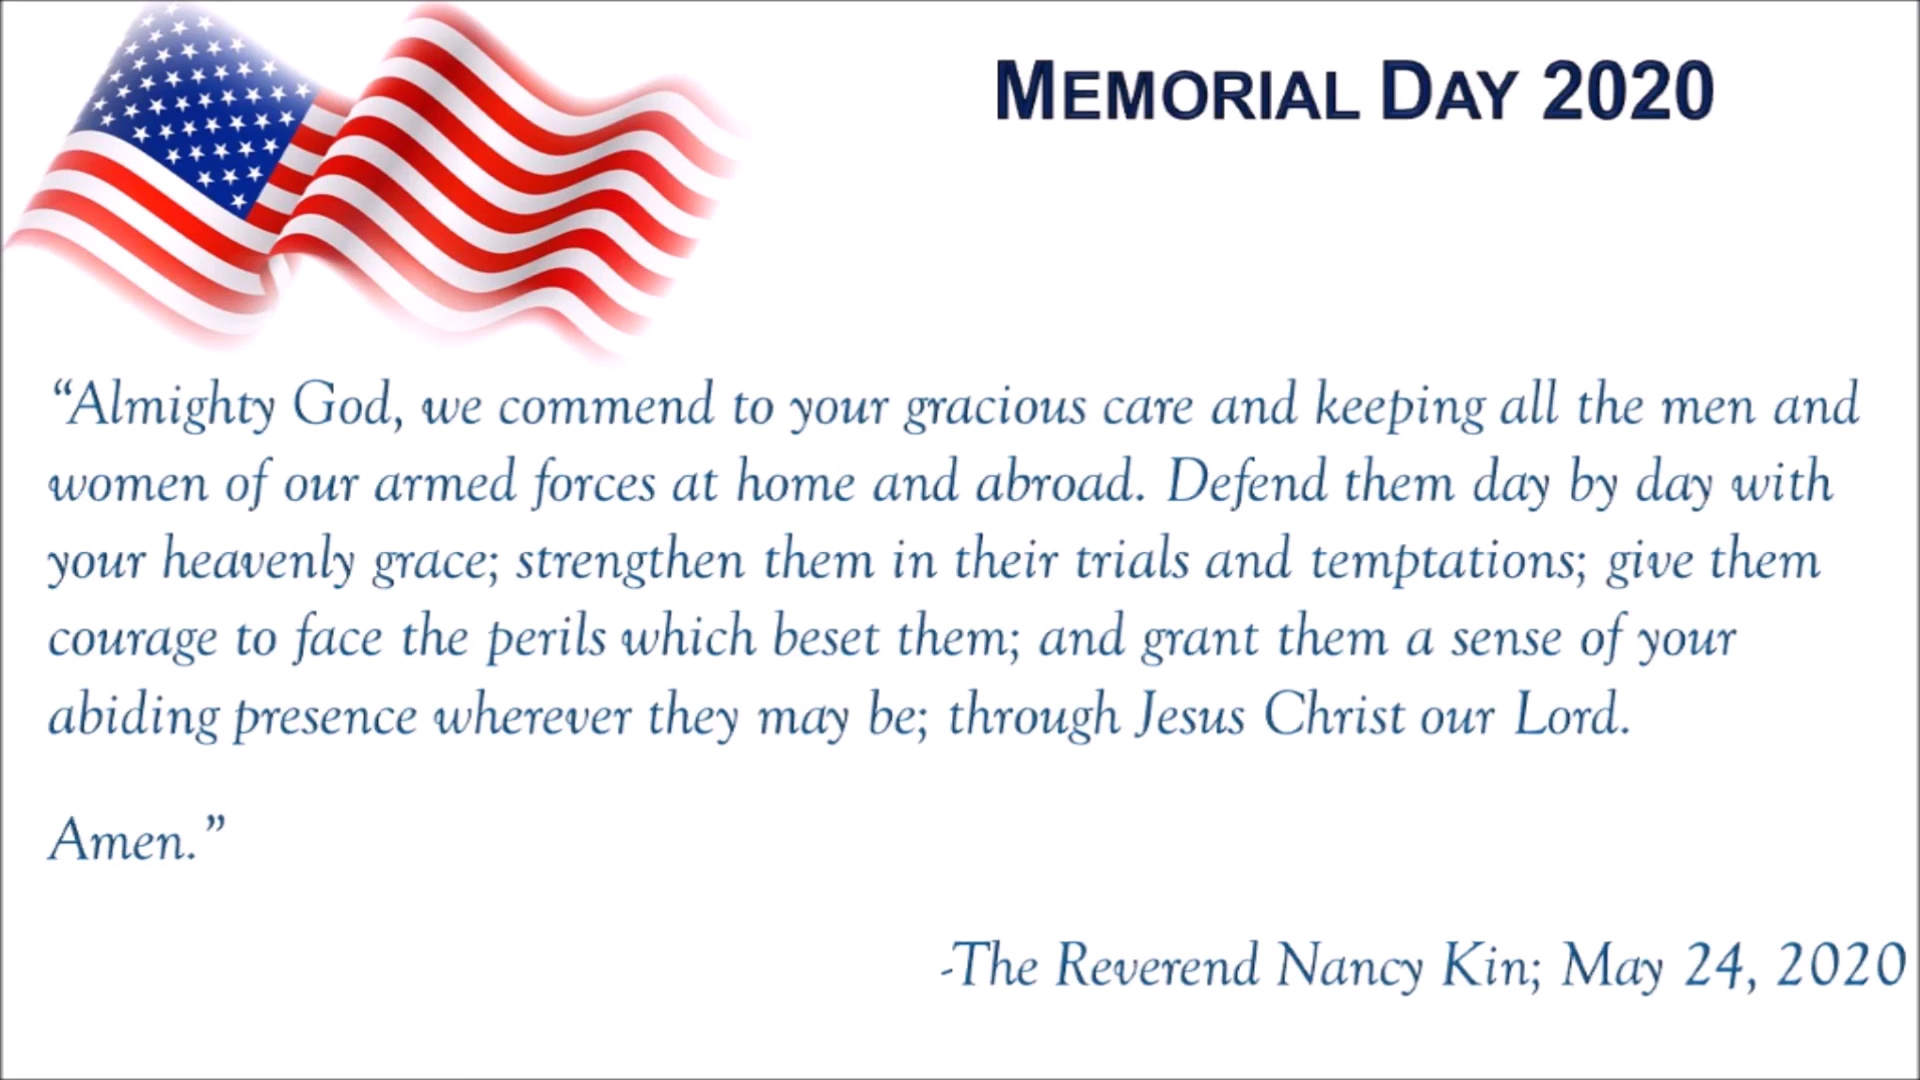 MEMORIAL DAY 2020
“Almighty God, we commend to your gracious care and keeping all the men and
women of our armed forces at home and abroad. Defend them day by day with
your heavenly grace; strengthen them in their trials and temptations; give them
courage to face the perils which beset them; and grant them a sense of your
abiding presence wherever they may be; through Jesus Christ our Lord.
Amen.”
-The Reverend Nancy Kin; May 24, 2020